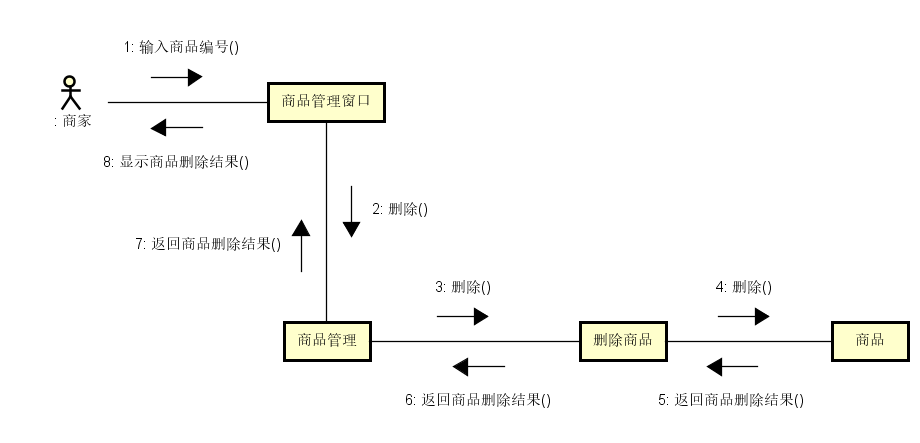 1: 输入商品编号()
商品管理窗口
: 商家
8: 显示商品删除结果()
2: 删除()
7: 返回商品删除结果()
3: 删除()
4: 删除()
商品管理
删除商品
商品
6: 返回商品删除结果()
5: 返回商品删除结果()